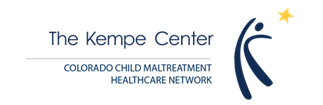 The Kempe Center
COLORADO CHILD MALTREATMENT
HEALTHCARE NETWORK